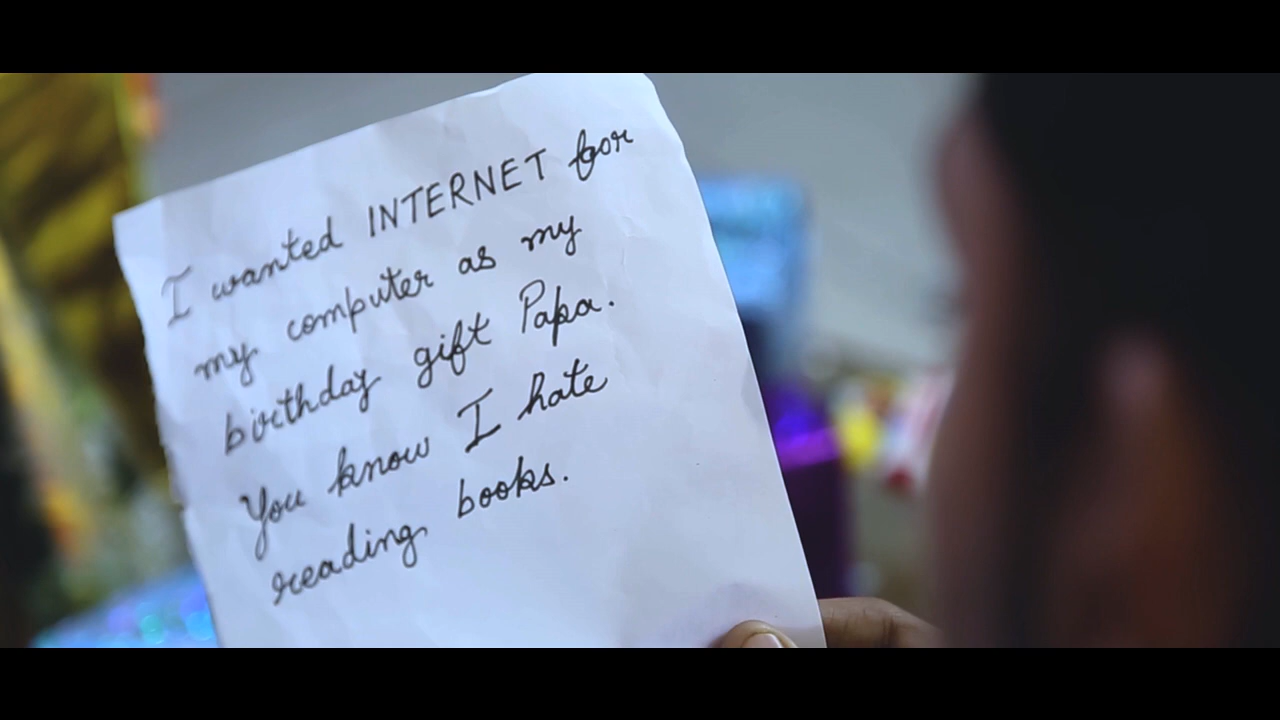 I wanted INTERNET for
my computer as my
birthday gift Papa.
You know I hate
reading books.